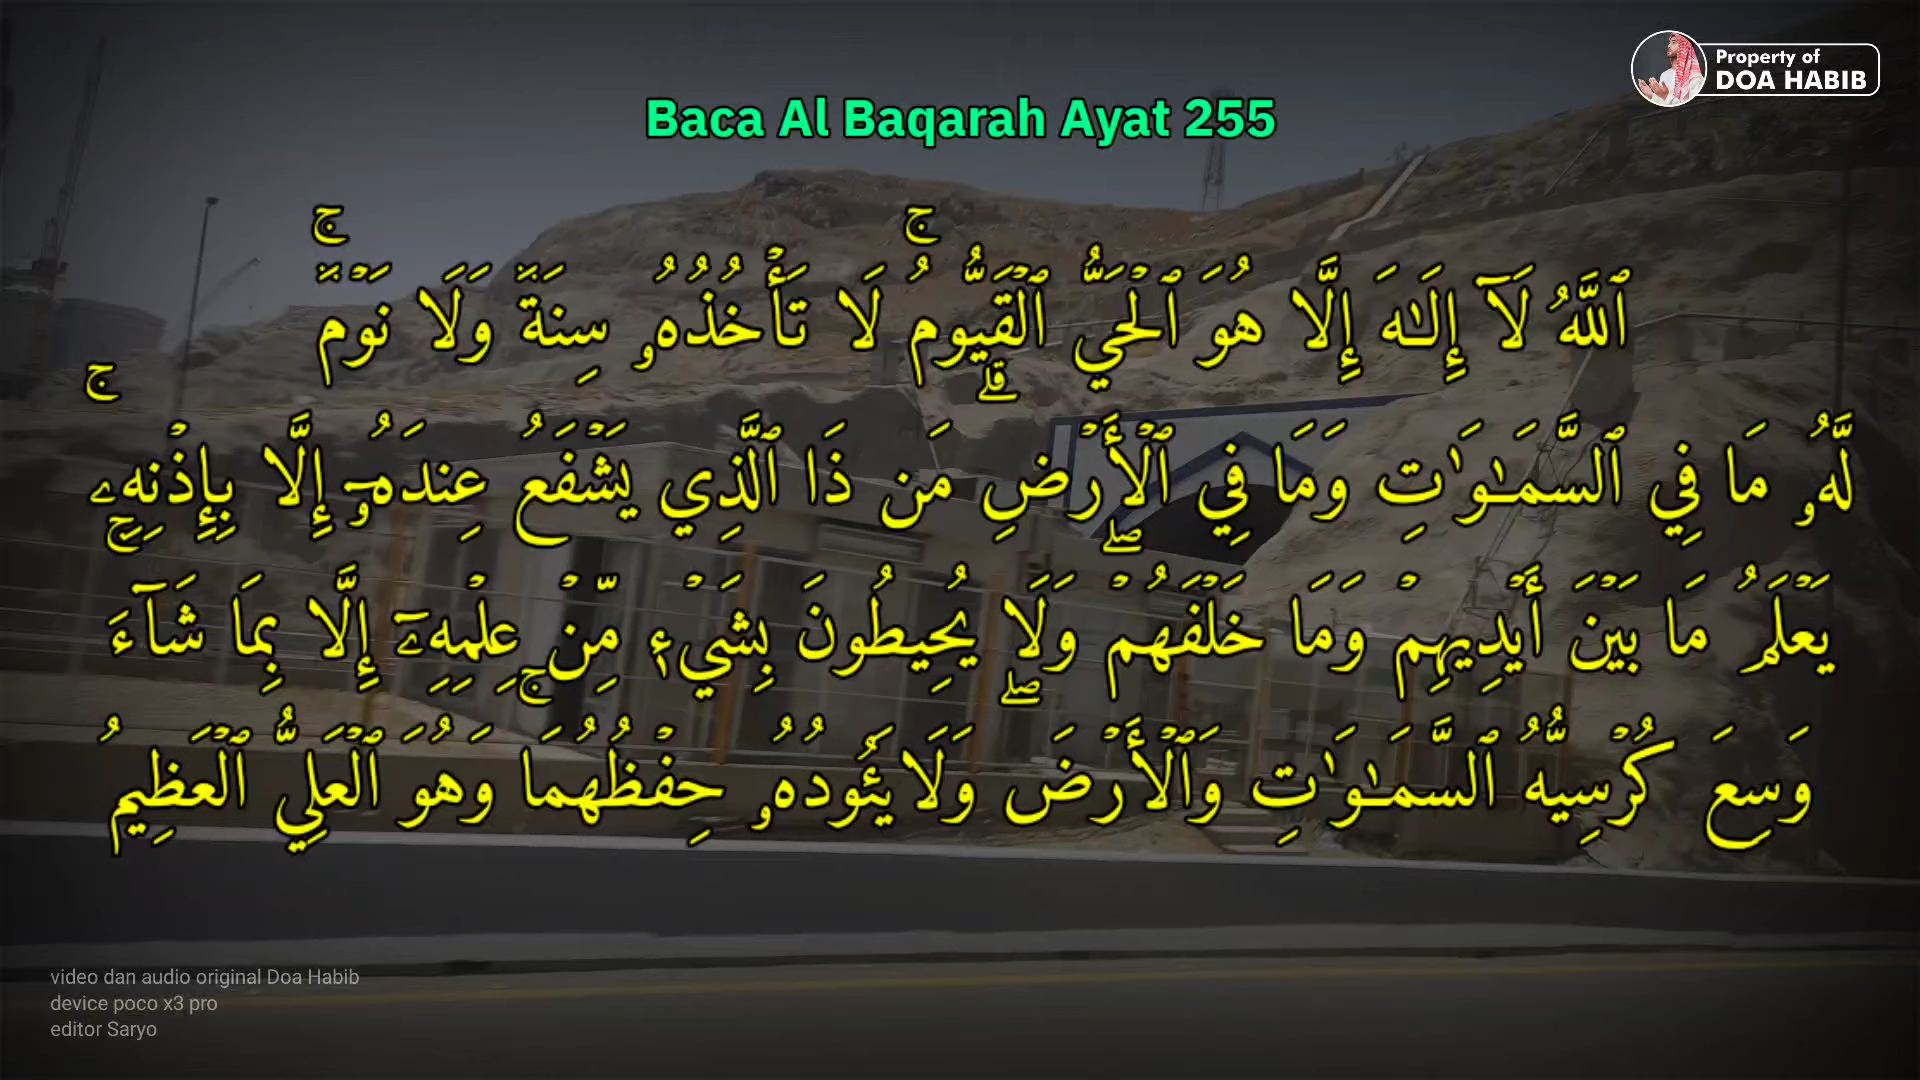 Property of
DOA HABIB
Baca Al Baqarah Ayat 255
ٱللَّهُ لَآ إِلَـٰهَ إِلَّا هُوَ ٱلْحَيُّ ٱلْقَيُّومُ ۚ لَا تَأْخُذُهُۥ سِنَةٌ وَلَا نَوْمٌ ۚ
لَّهُۥ مَا فِي ٱلسَّمَـٰوَٰتِ وَمَا فِي ٱلْأَرْضِ ۗ مَن ذَا ٱلَّذِي يَشْفَعُ عِندَهُۥٓ إِلَّا بِإِذْنِهِۦ ۚ
يَعْلَمُ مَا بَيْنَ أَيْدِيهِمْ وَمَا خَلْفَهُمْ ۖ وَلَا يُحِيطُونَ بِشَيْءٍ مِّنْ عِلْمِهِۦٓ إِلَّا بِمَا شَآءَ ۚ
وَسِعَ كُرْسِيُّهُ ٱلسَّمَـٰوَٰتِ وَٱلْأَرْضَ ۖ وَلَا يَـُٔودُهُۥ حِفْظُهُمَا ۚ وَهُوَ ٱلْعَلِيُّ ٱلْعَظِيمُ
video dan audio original Doa Habib
device poco x3 pro
editor Saryo